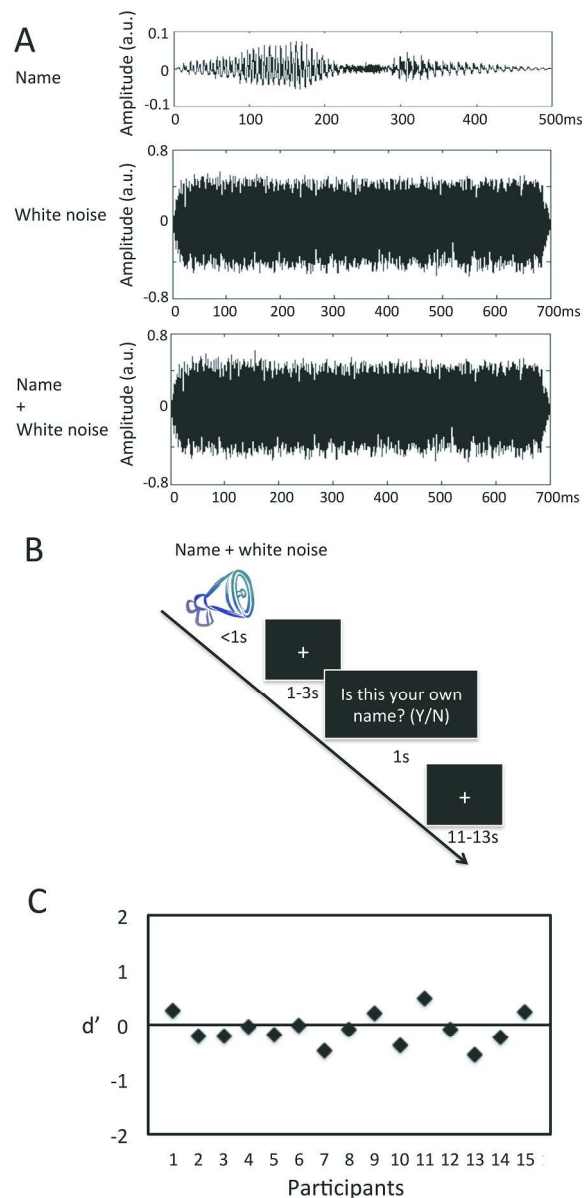 A
Name
Amplitude (a.u.)
0.1
0
-0.1
0 100 200 300 400 500ms
White noise
Amplitude (a.u.)
0.8
0
-0.8
0 100 200 300 400 500 600 700ms
Name
+
White noise
Amplitude (a.u.)
0.8
0
-0.8
0 100 200 300 400 500 600 700ms
B
Name + white noise
<1s
+
1-3s
Is this your own
name? (Y/N)
1s
+
11-13s
C
d’
2
1
0
-1
-2
1 2 3 4 5 6 7 8 9 10 11 12 13 14 15
Participants